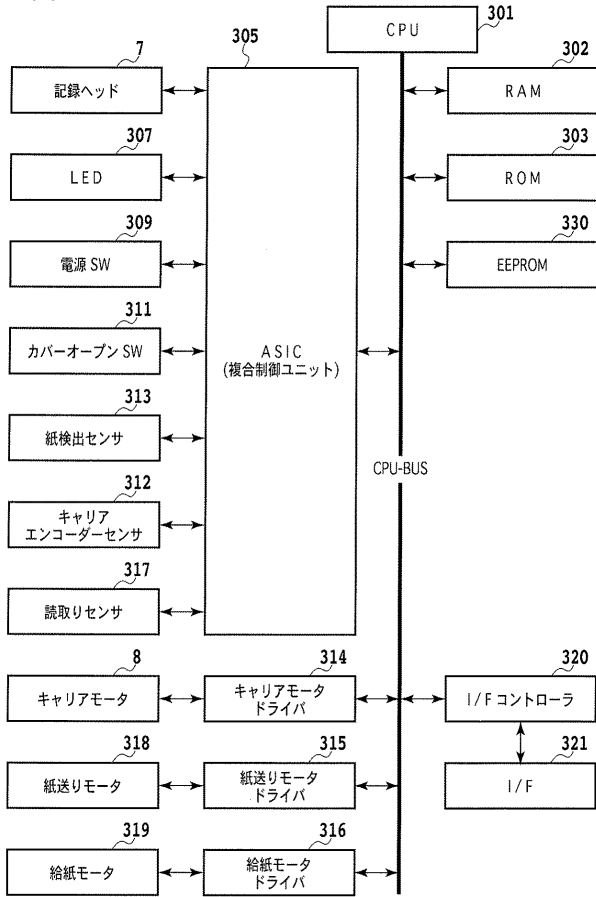 301
CPU
7
305
302
記録ヘッド
RAM
307
303
LED
ROM
309
330
電源 SW
EEPROM
311
カバーオープン SW
ASIC
(複合制御ユニット)
313
紙検出センサ
CPU-BUS
312
キャリア
エンコーダーセンサ
317
読取りセンサ
8
314
320
キャリアモータ
キャリアモータ
ドライバ
I/F コントローラ
318
315
321
紙送りモータ
紙送りモータ
ドライバ
I/F
319
316
給紙モータ
給紙モータ
ドライバ